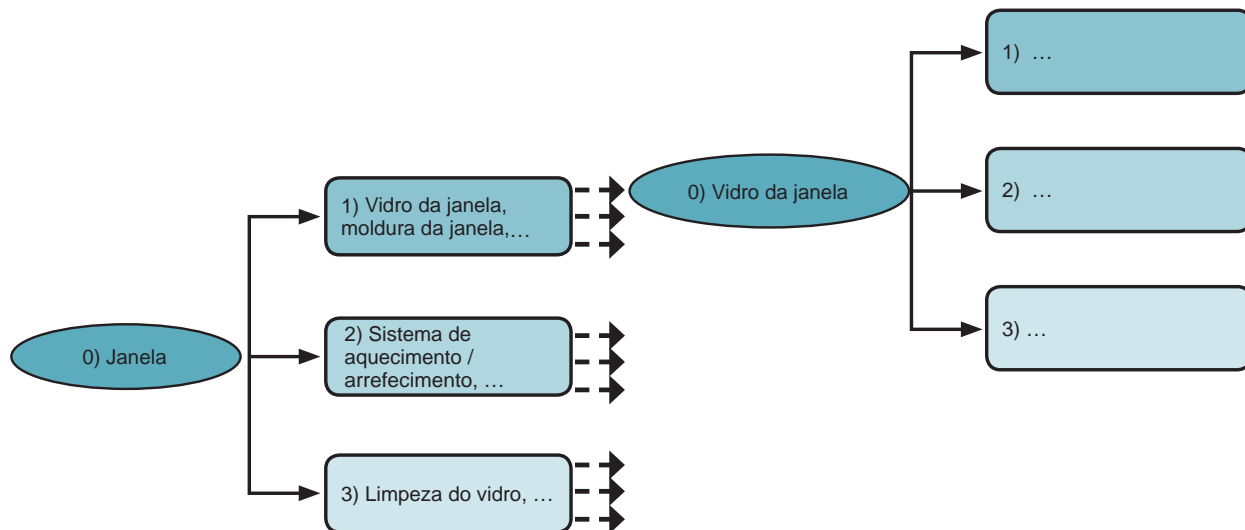 0) Janela
1) Vidro da janela,
moldura da janela,…
2) Sistema de
aquecimento /
arrefecimento, …
3) Limpeza do vidro, …
0) Vidro da janela
1) …
2) …
3) …